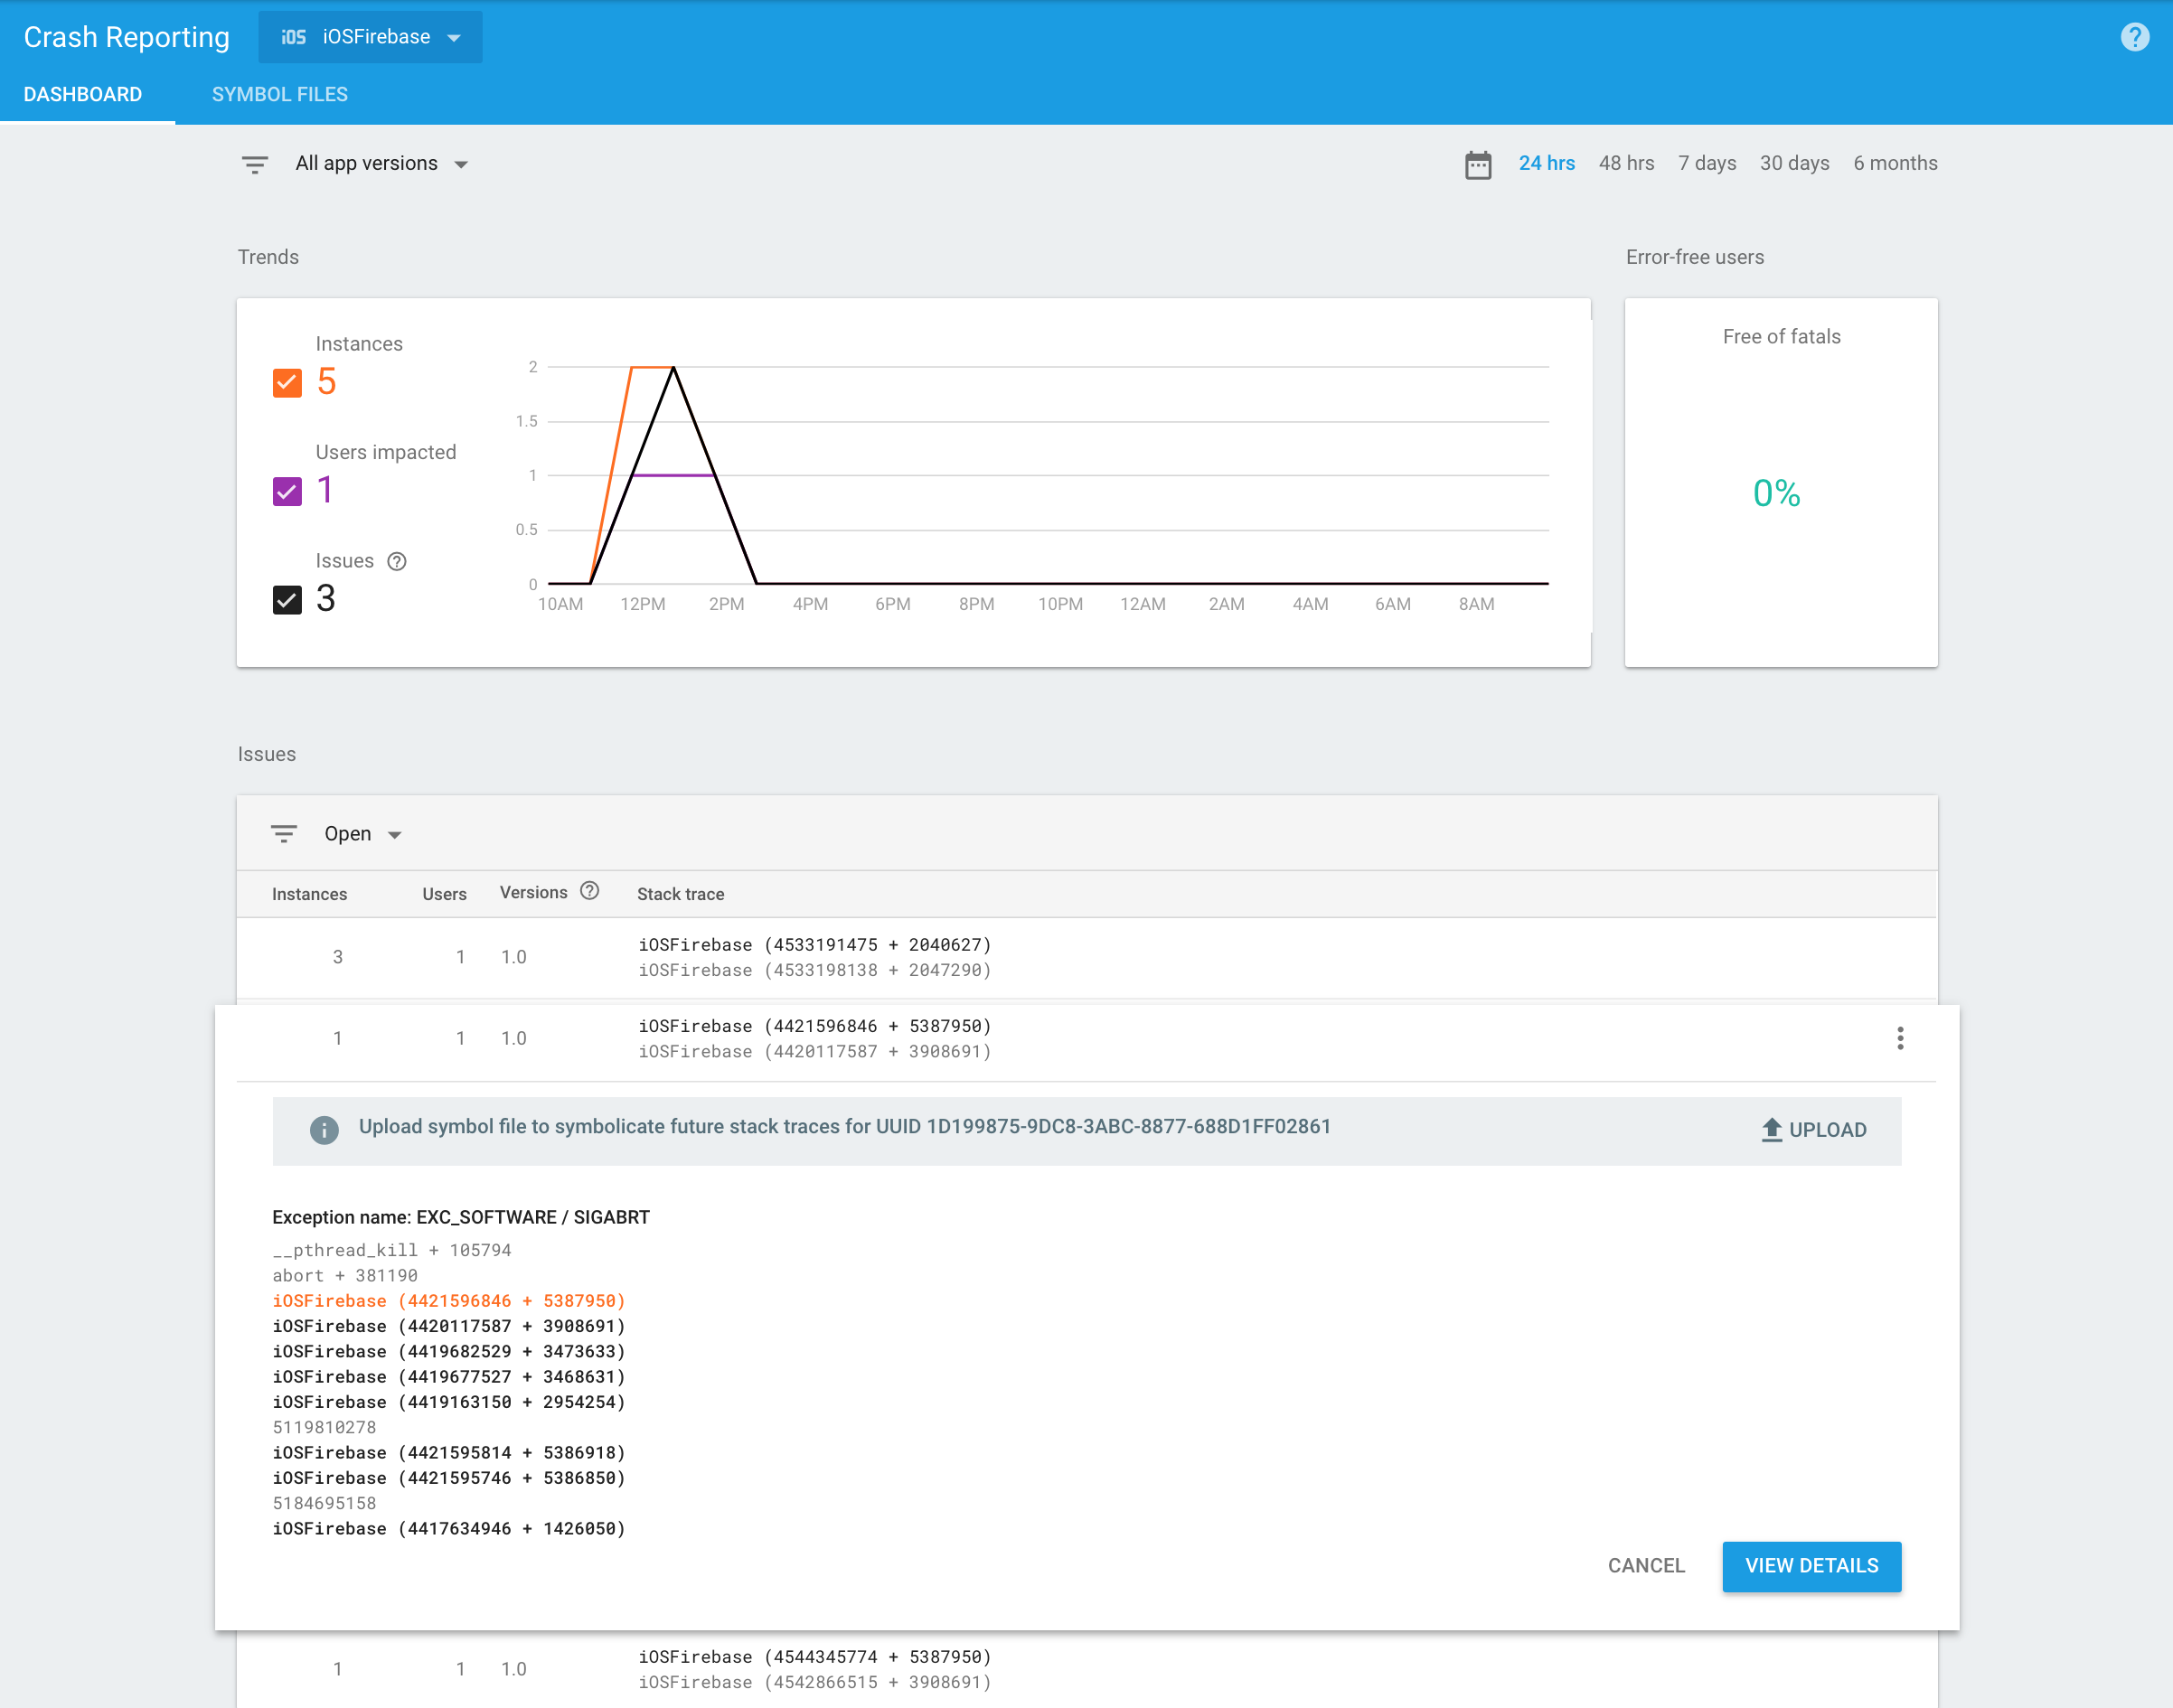 Crash Reporting
iOS iOSFirebase
?
DASHBOARD
SYMBOL FILES
All app versions
24 hrs 48 hrs 7 days 30 days 6 months
Trends
Error-free users
Instances
5
Users impacted
1
Issues ?
3
2
1.5
1
0.5
0
10AM 12PM 2PM 4PM 6PM 8PM 10PM 12AM 2AM 4AM 6AM 8AM
Free of fatals
0%
Issues
Open
Instances Users Versions ? Stack trace
3 1 1.0 iOSFirebase (4533191475 + 2040627)
iOSFirebase (4533198138 + 2047290)
1 1 1.0 iOSFirebase (4421596846 + 5387950)
iOSFirebase (4420117587 + 3908691)
i Upload symbol file to symbolicate future stack traces for UUID 1D199875-9DC8-3ABC-8877-688D1FF02861 UPLOAD
Exception name: EXC_SOFTWARE / SIGABRT
__pthread_kill + 105794
abort + 381190
iOSFirebase (4421596846 + 5387950)
iOSFirebase (4420117587 + 3908691)
iOSFirebase (4419682529 + 3473633)
iOSFirebase (4419677527 + 3468631)
iOSFirebase (4419163150 + 2954254)
5119810278
iOSFirebase (4421595814 + 5386918)
iOSFirebase (4421595746 + 5386850)
5184695158
iOSFirebase (4417634946 + 1426050)
CANCEL VIEW DETAILS
1 1 1.0 iOSFirebase (4544345774 + 5387950)
iOSFirebase (4542866515 + 3908691)